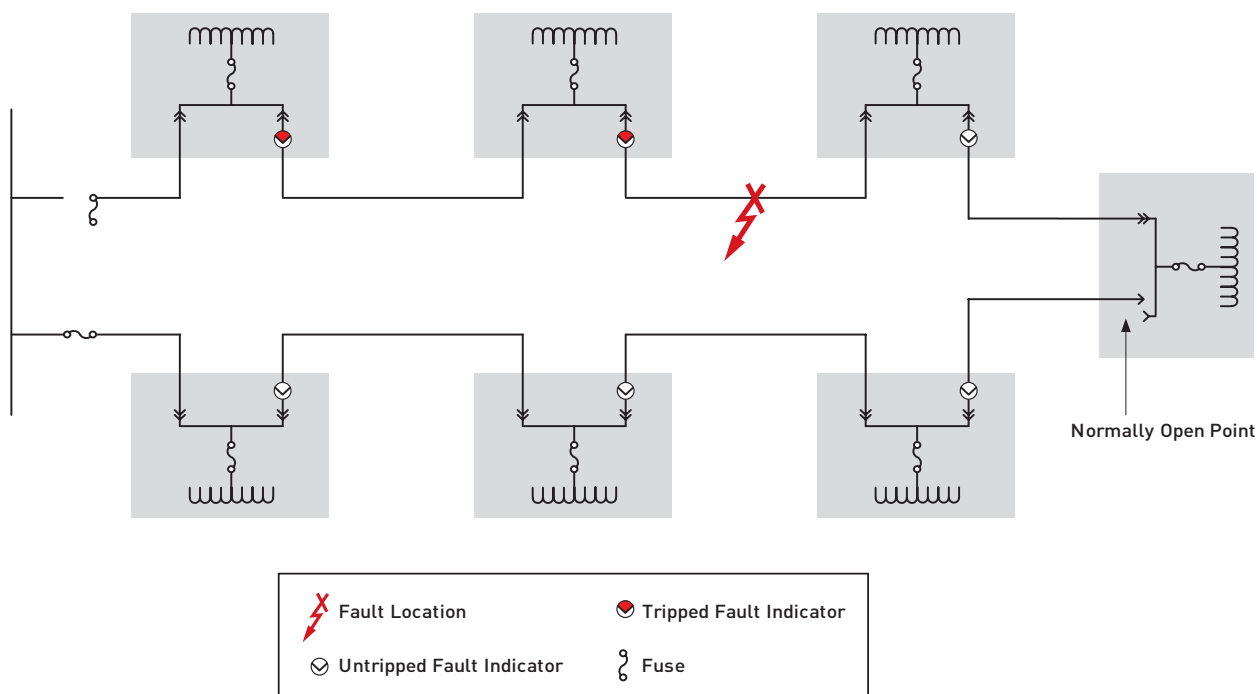 Normally Open Point
Fault Location
Tripped Fault Indicator
Untripped Fault Indicator
Fuse